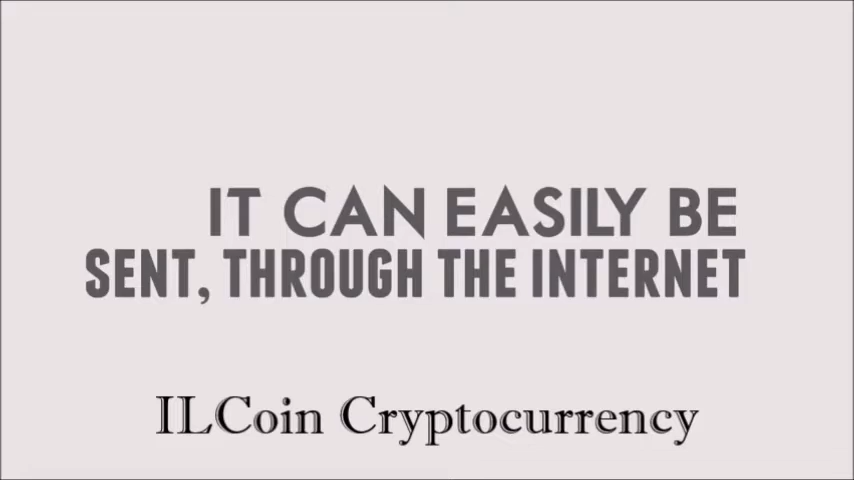 IT CAN EASILY BE
SENT, THROUGH THE INTERNET
ILCoin Cryptocurrency